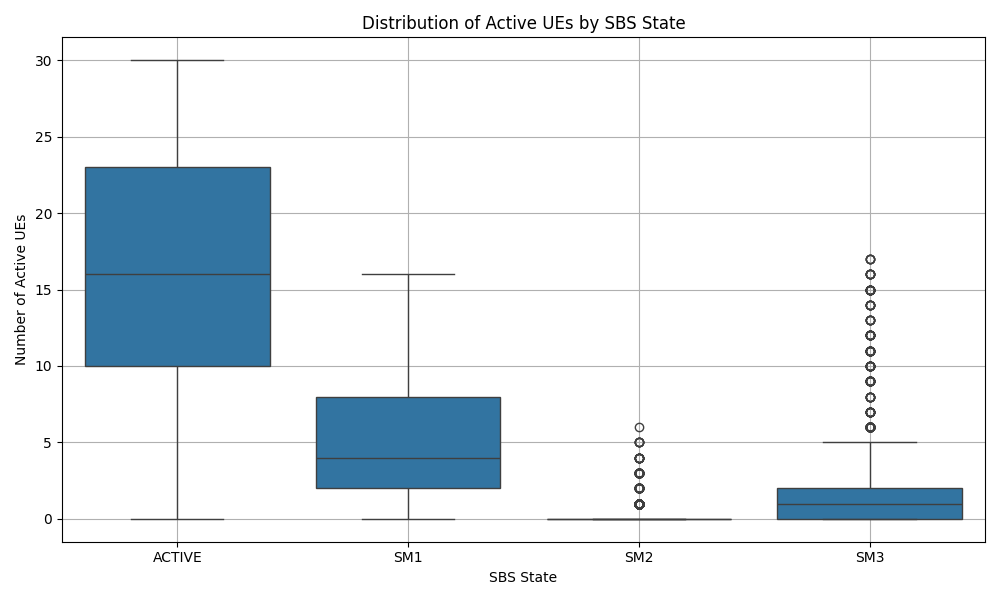 Distribution of Active UEs by SBS State
Number of Active UEs
30
25
20
15
10
5
0
ACTIVE SM1 SM2 SM3
SBS State